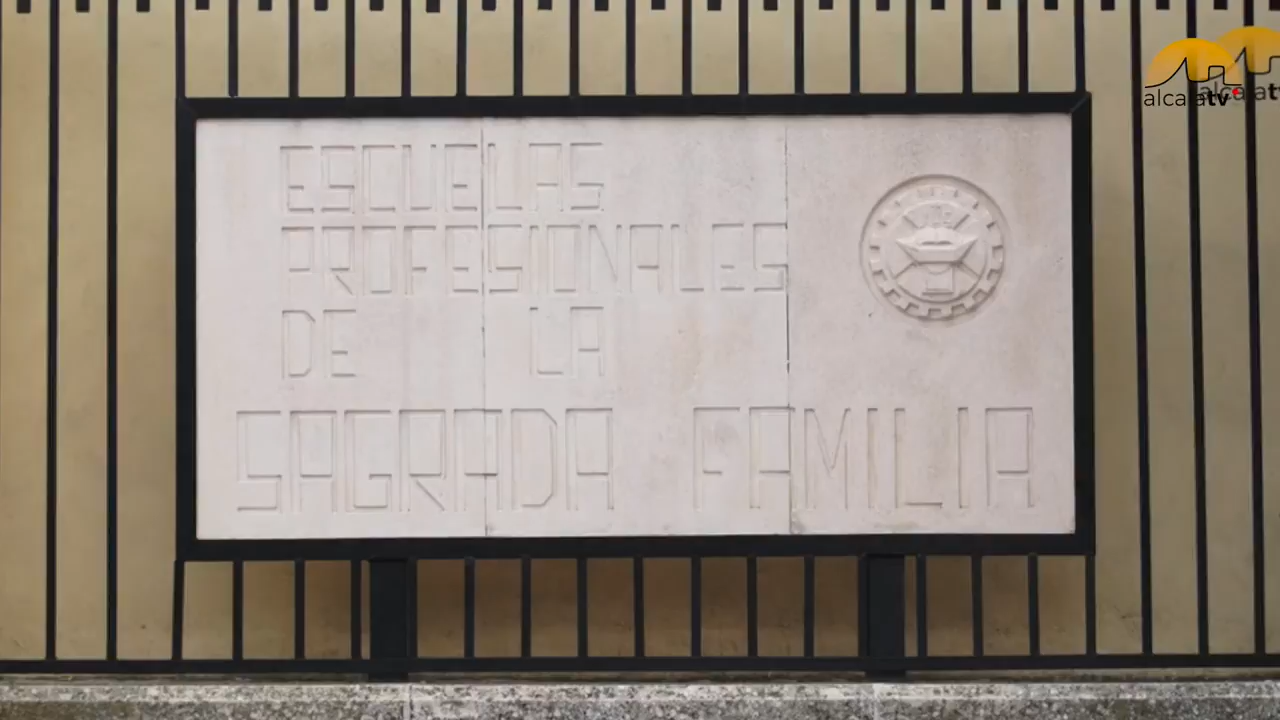 ESCUELAS
PROFESIONALES
DE LA
SAGRADA FAMILIA
alcalatv